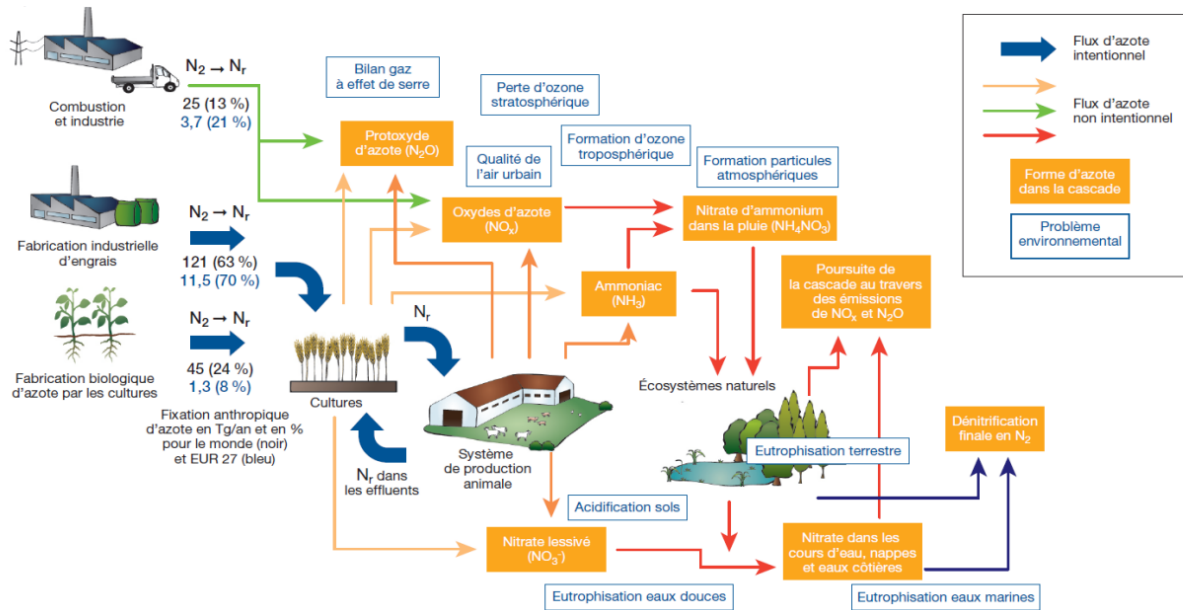 N₂ → Nᵣ
25 (13 %)
3,7 (21 %)
Combustion
et industrie
N₂ → Nᵣ
Fabrication industrielle
d'engrais
121 (63 %)
11,5 (70 %)
N₂ → Nᵣ
45 (24 %)
1,3 (8 %)
Fabrication biologique
d'azote par les cultures
Fixation anthropique
d'azote en Tg/an et en %
pour le monde (noir)
et EUR 27 (bleu)
Bilan gaz
à effet de serre
Perte d'ozone
stratosphérique
Protoxyde
d'azote (N₂O)
Qualité de
l'air urbain
Formation d'ozone
troposphérique
Formation particules
atmosphériques
Oxydes d'azote
(NOₓ)
Nitrate d'ammonium
dans la pluie (NH₄NO₃)
Ammoniac
(NH₃)
Poursuite de
la cascade au travers
des émissions
de NOₓ et N₂O
Nᵣ
Cultures
Nᵣ dans
les effluents
Système
de production
animale
Écosystèmes naturels
Eutrophisation terrestre
Dénitrification
finale en N₂
Acidification sols
Nitrate lessivé
(NO₃⁻)
Nitrate dans les
cours d'eau, nappes
et eaux côtières
Eutrophisation eaux douces
Eutrophisation eaux marines
Flux d'azote
intentionnel
Flux d'azote
non intentionnel
Forme d'azote
dans la cascade
Problème
environnemental